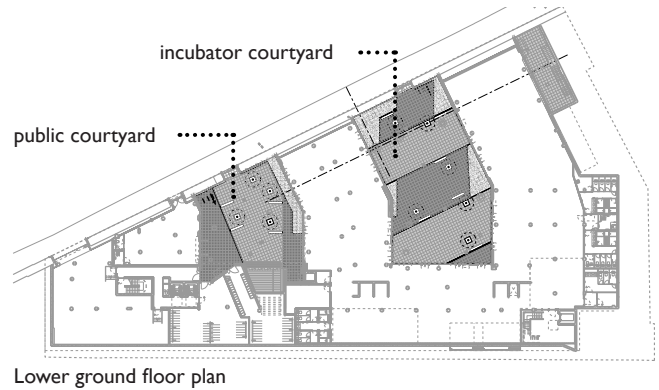 incubator courtyard
public courtyard
Lower ground floor plan